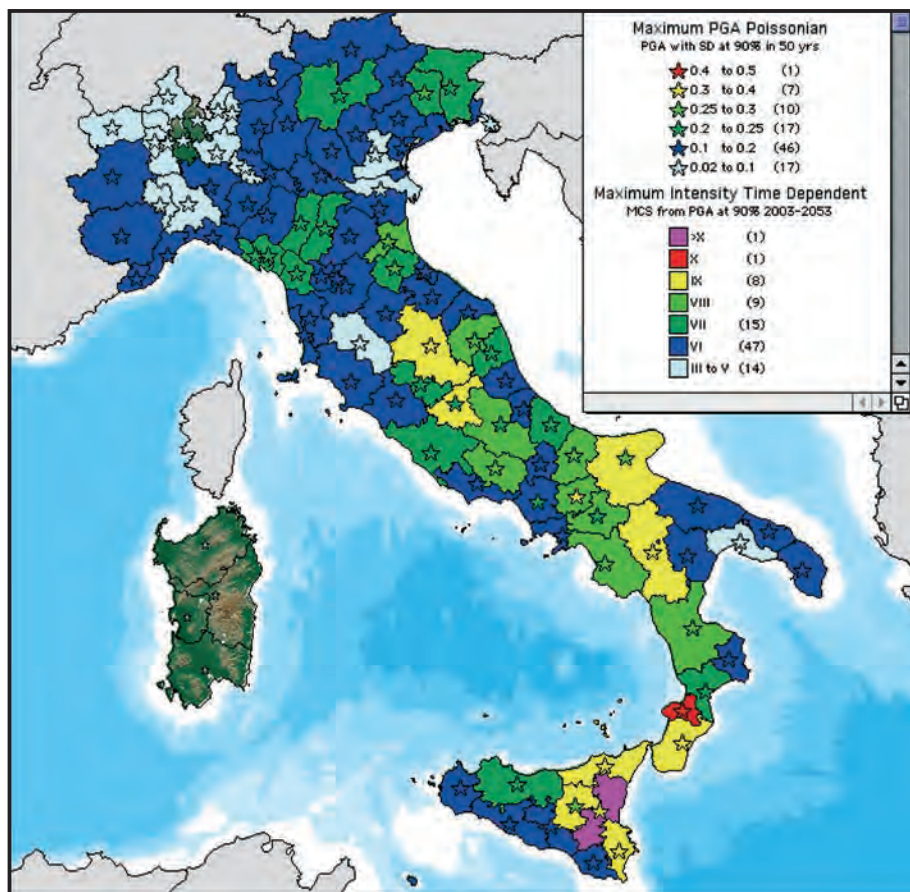 Maximum PGA Poissonian
PGA with SD at 90% in 50 yrs
0.4 to 0.5 (1)
0.3 to 0.4 (7)
0.25 to 0.3 (10)
0.2 to 0.25 (17)
0.1 to 0.2 (46)
0.02 to 0.1 (17)
Maximum Intensity Time Dependent
MCS from PGA at 90% 2003-2053
>X (1)
X (1)
IX (8)
VIII (9)
VII (15)
VI (47)
III to V (14)